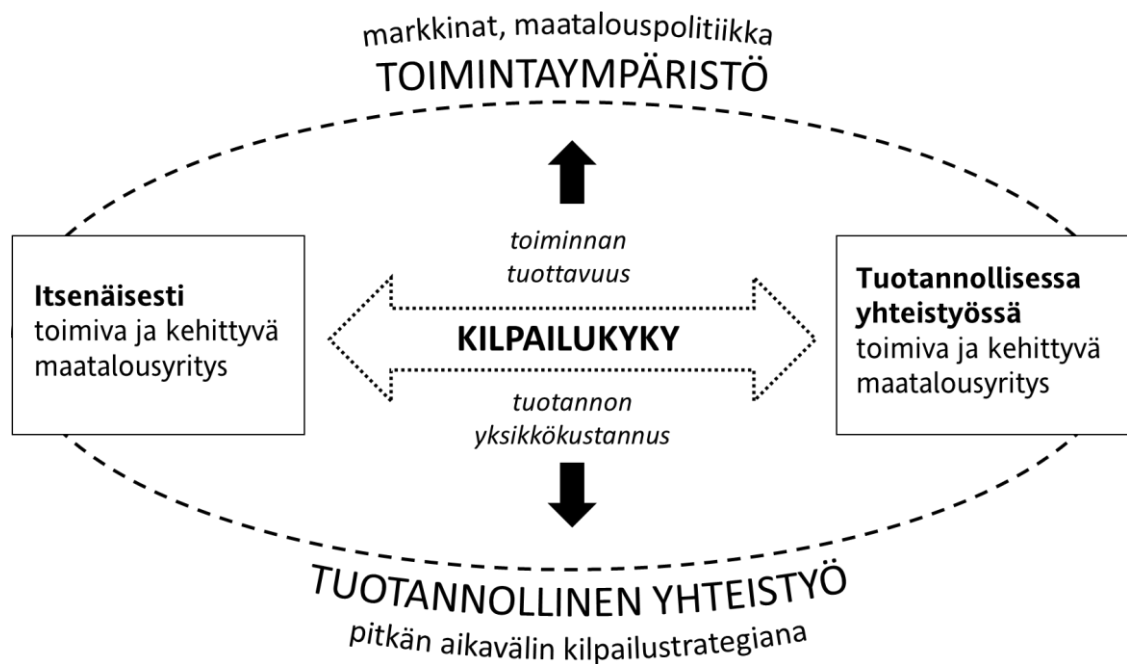 markkinat, maatalouspolitiikka
TOIMINTAYMPÄRISTÖ
toiminnan
tuottavuus
Itsenäisesti
toimiva ja kehittyvä
maatalousyritys
KILPAILUKYKY
Tuotannollisessa
yhteistyössä
toimiva ja kehittyvä
maatalousyritys
tuotannon
yksikkökustannus
TUOTANNOLLINEN YHTEISTYÖ
pitkän aikavälin kilpailustrategiana